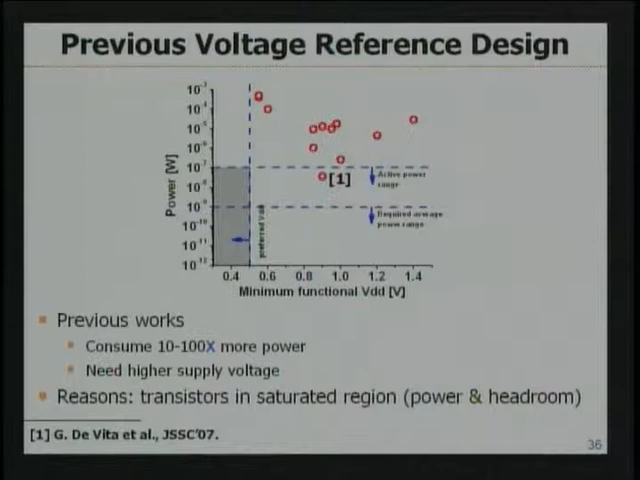 Previous Voltage Reference Design
10-3
10-4
10-5
10-6
10-7
10-8
10-9
10-10
10-11
10-12
Power [W]
[1]
Active power
range
Required average
power range
preferred Vdd
0.4 0.6 0.8 1.0 1.2 1.4
Minimum functional Vdd [V]
Previous works
Consume 10-100X more power
Need higher supply voltage
Reasons: transistors in saturated region (power & headroom)
[1] G. De Vita et al., JSSC'07.
36